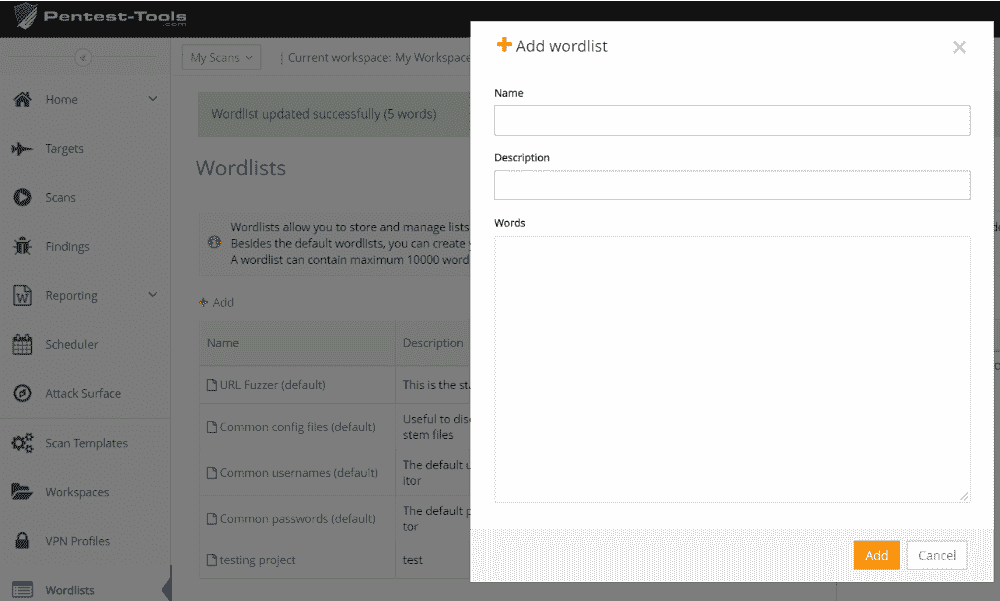 Pentest-Tools
.com
My Scans
Current workspace: My Workspace
Home
Targets
Scans
Findings
Reporting
Scheduler
Attack Surface
Scan Templates
Workspaces
VPN Profiles
Wordlists
Wordlist updated successfully (5 words)
Wordlists
Wordlists allow you to store and manage lists
Besides the default wordlists, you can create
A wordlist can contain maximum 10000 word
Add
Name Description
URL Fuzzer (default) This is the st
Common config files (default) Useful to dis
stem files
Common usernames (default) The default u
itor
Common passwords (default) The default p
tor
testing project test
Add wordlist
Name
Description
Words
Add Cancel